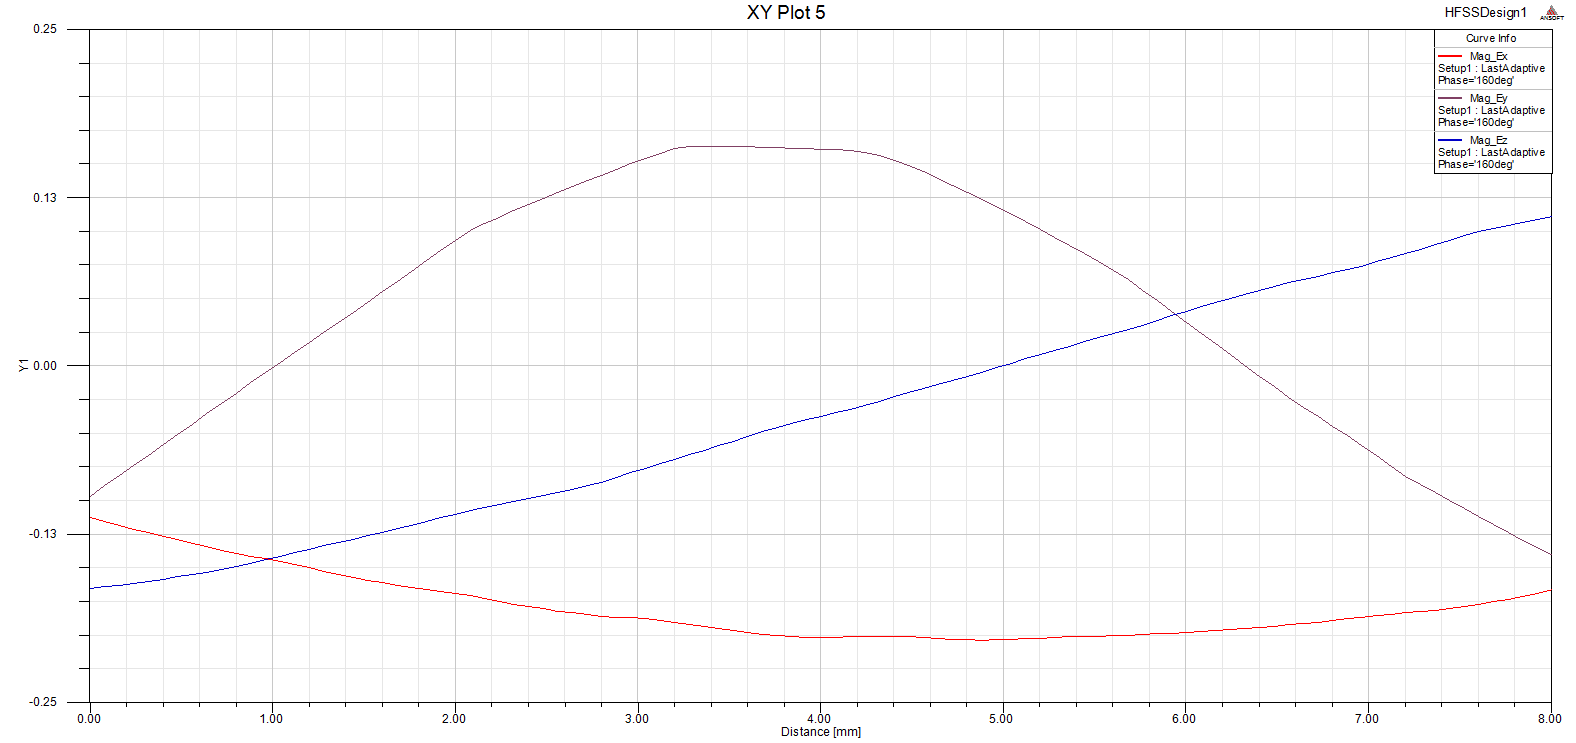 XY Plot 5
HFSSDesign1
ANSOFT
Curve Info
Mag_Ex
Setup1 : LastAdaptive
Phase='160deg'
Mag_Ey
Setup1 : LastAdaptive
Phase='160deg'
Mag_Ez
Setup1 : LastAdaptive
Phase='160deg'
0.25
0.13
0.00
-0.13
-0.25
Y1
0.00 1.00 2.00 3.00 4.00 5.00 6.00 7.00 8.00
Distance [mm]